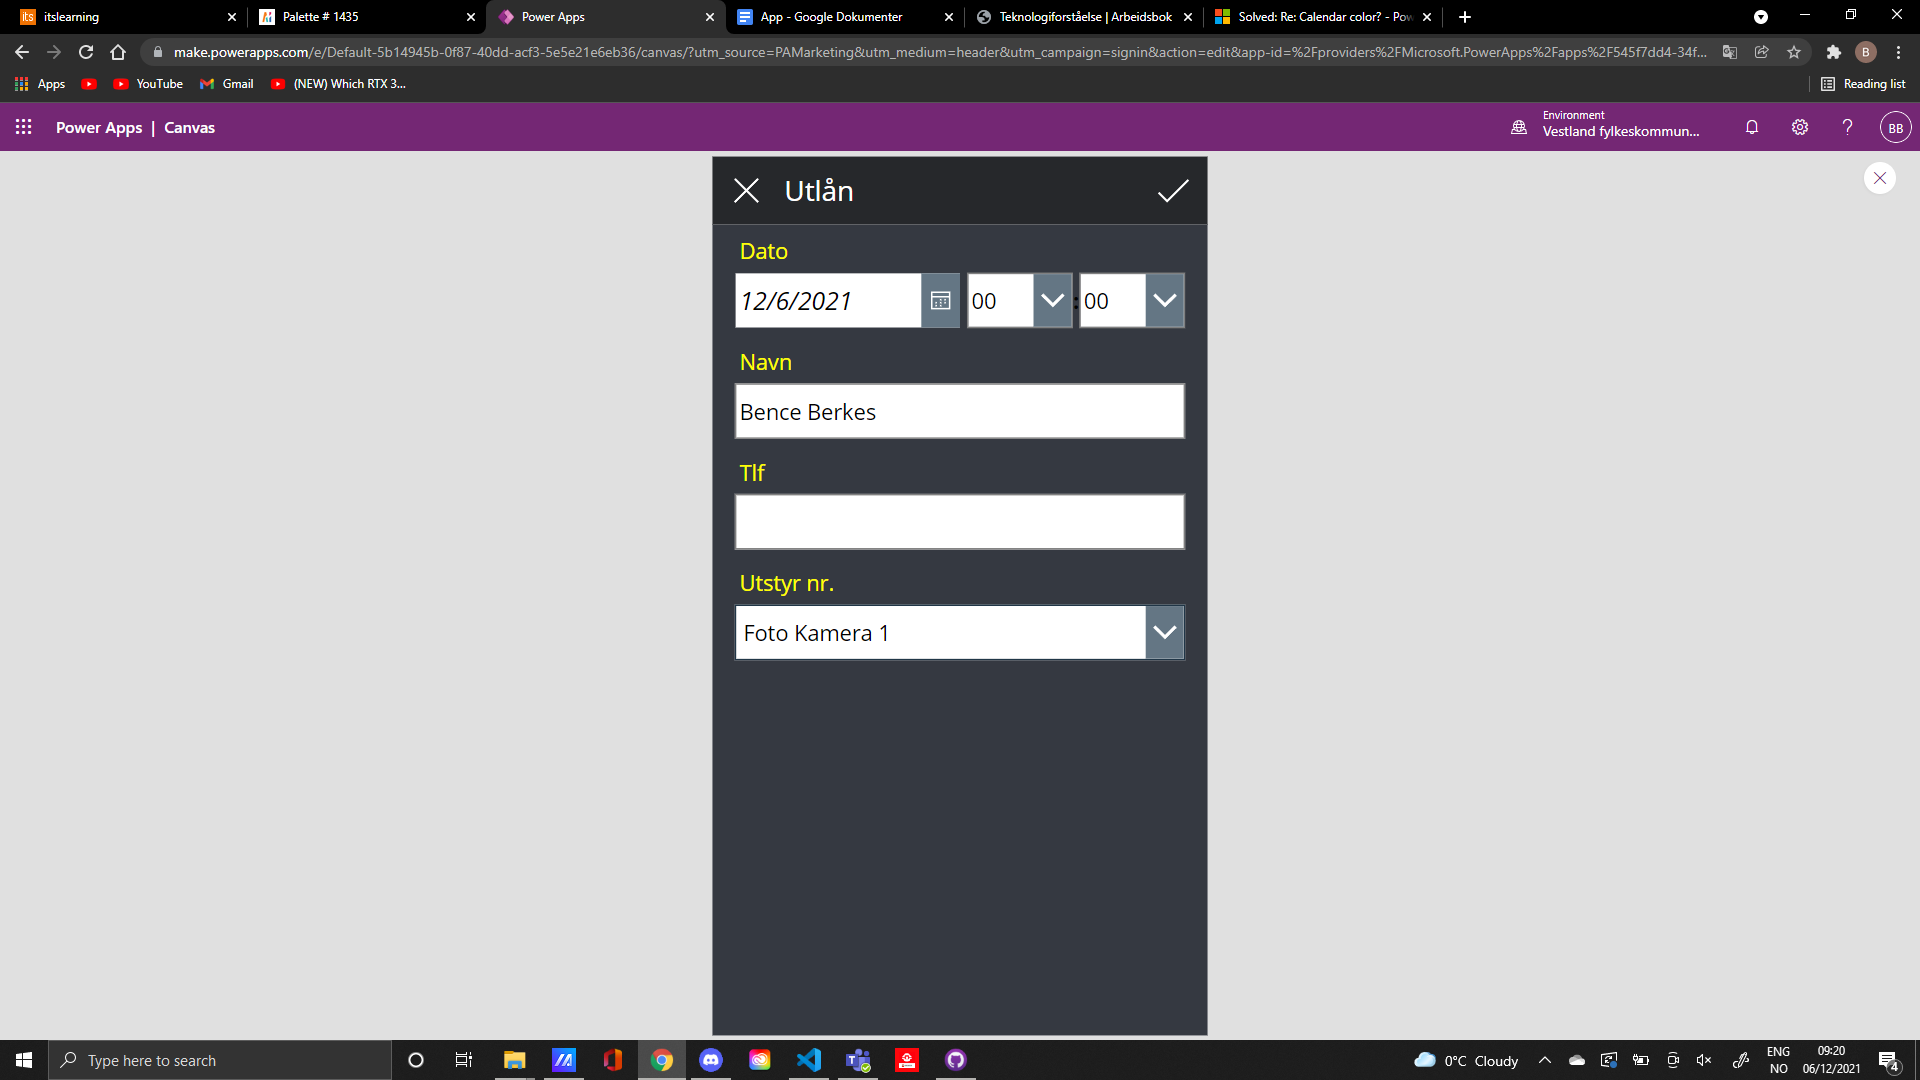 itslearning
Palette # 1435
Power Apps
App - Google Dokumenter
Teknologiforståelse | Arbeidsbok
Solved: Re: Calendar color? - Pow
make.powerapps.com/e/Default-5b14945b-0f87-40dd-acf3-5e5e21e6eb36/canvas/?utm_source=PAMarketing&utm_medium=header&utm_campaign=signin&action=edit&app-id=%2Fproviders%2FMicrosoft.PowerApps%2Fapps%2F545f7dd4-34f...
B
Apps
YouTube
Gmail
(NEW) Which RTX 3...
Reading list
Power Apps | Canvas
Environment
Vestland fylkeskommun...
BB
Utlån
Dato
12/6/2021
00
:
00
Navn
Bence Berkes
Tlf
Utstyr nr.
Foto Kamera 1
Type here to search
0°C Cloudy
ENG
NO
09:20
06/12/2021
4